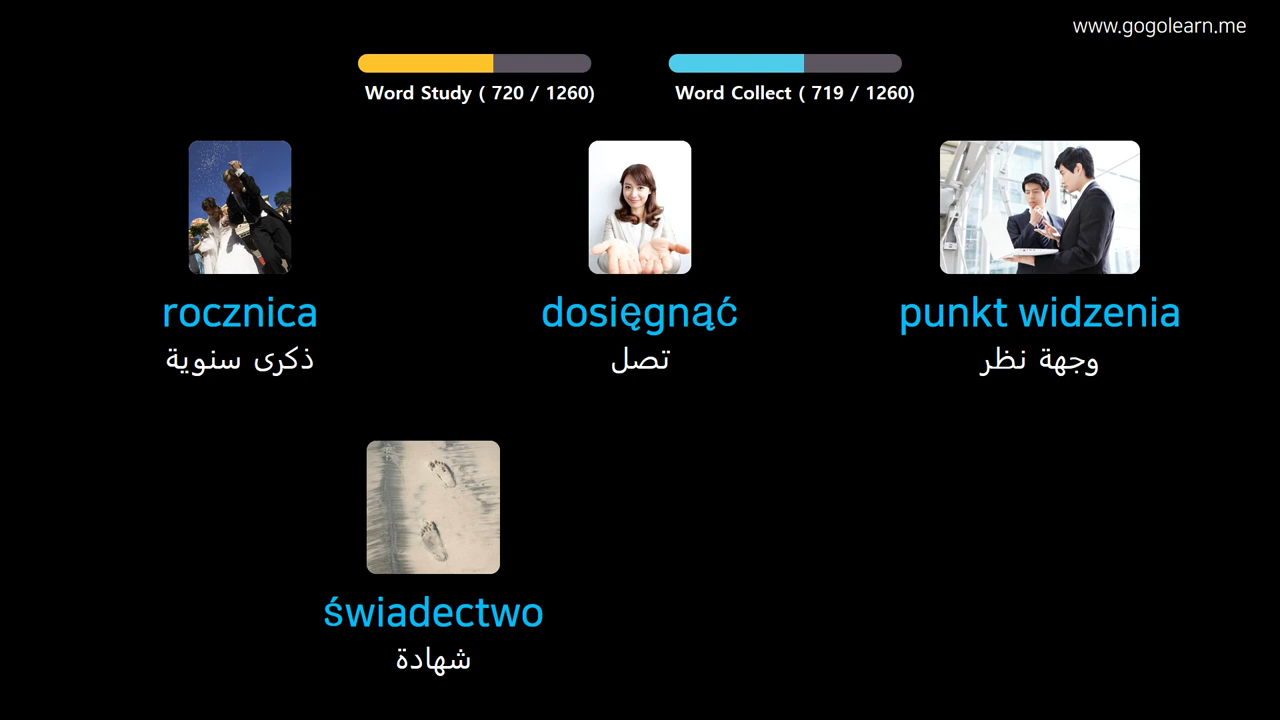 www.gogolearn.me
Word Study ( 720 / 1260)
Word Collect ( 719 / 1260)
rocznica
ذكرى سنوية
dosięgnąć
تصل
punkt widzenia
وجهة نظر
świadectwo
شهادة